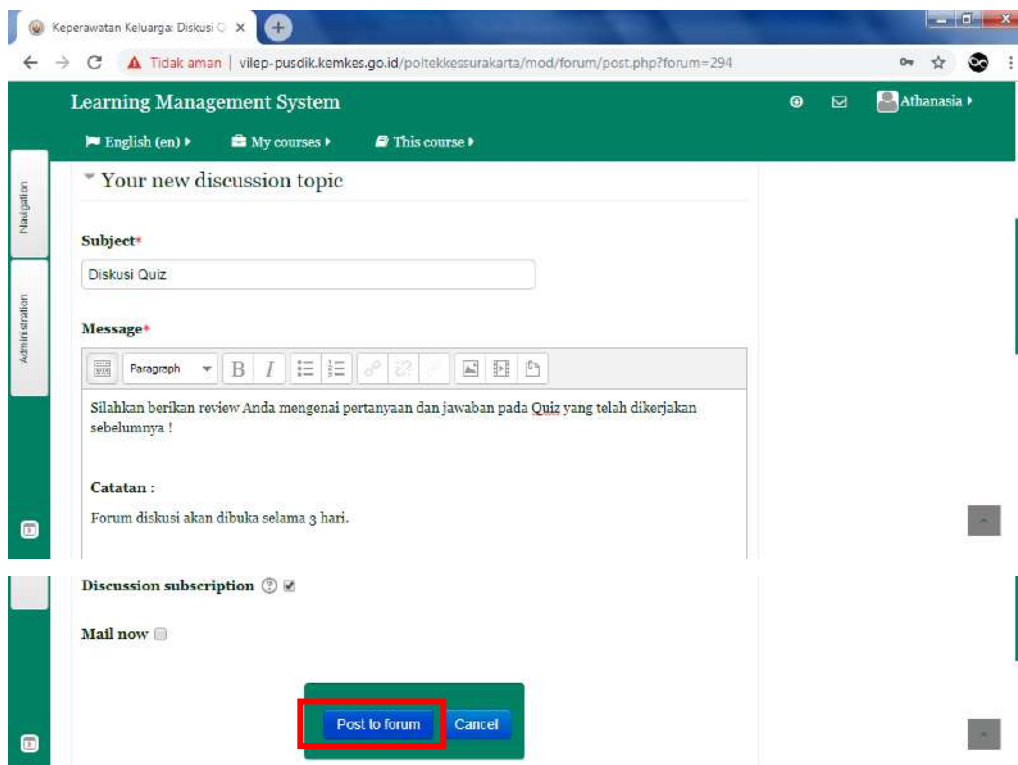 Keperawatan Keluarga: Diskusi
Tidak aman | vilep-pusdik.kemkes.go.id/poltekkessurakarta/mod/forum/post.php?forum=294
Learning Management System
Athanasia
English (en) My courses This course
Navigation
Administration
Your new discussion topic
Subject*
Diskusi Quiz
Message*
Paragraph B I
Silahkan berikan review Anda mengenai pertanyaan dan jawaban pada Quiz yang telah dikerjakan
sebelumnya !
Catatan :
Forum diskusi akan dibuka selama 3 hari.
Discussion subscription
Mail now
Post to forum Cancel